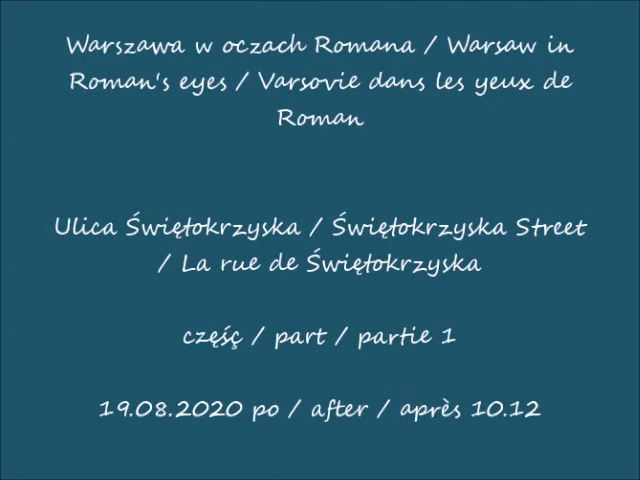 Warszawa w oczach Romana / Warsaw in
Roman's eyes / Varsovie dans les yeux de
Roman
Ulica Świętokrzyska / Świętokrzyska Street
/ La rue de Świętokrzyska
częśç / part / partie 1
19.08.2020 po / after / après 10.12